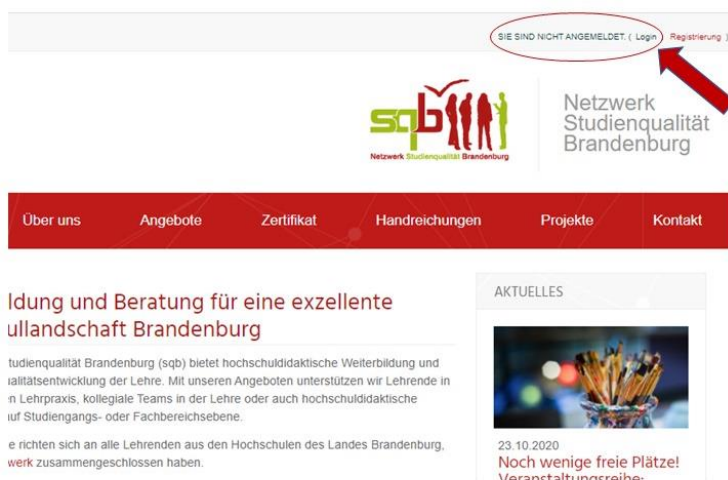 SIE SIND NICHT ANGEMELDET. ( Login Registrierung )
sqb
Netzwerk Studienqualität Brandenburg
Netzwerk
Studienqualität
Brandenburg
Über uns Angebote Zertifikat Handreichungen Projekte Kontakt
ldung und Beratung für eine exzellente
ullandschaft Brandenburg
tudienqualität Brandenburg (sqb) bietet hochschuldidaktische Weiterbildung und
alitätsentwicklung der Lehre. Mit unseren Angeboten unterstützen wir Lehrende in
n Lehrpraxis, kollegiale Teams in der Lehre oder auch hochschuldidaktische
uf Studiengangs- oder Fachbereichsebene.
e richten sich an alle Lehrenden aus den Hochschulen des Landes Brandenburg,
werk zusammengeschlossen haben.
AKTUELLES
23.10.2020
Noch wenige freie Plätze!
Veranstaltungsreihe: